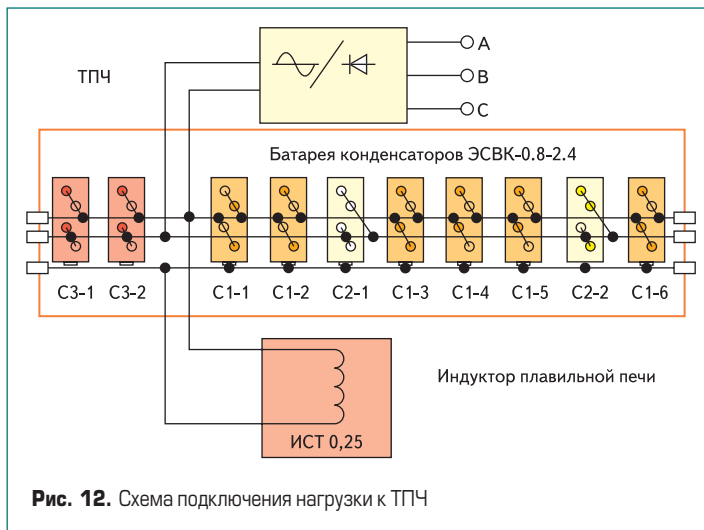 ТПЧ
A
B
C
Батарея конденсаторов ЭСВК-0.8-2.4
С3-1 С3-2 С1-1 С1-2 С2-1 С1-3 С1-4 С1-5 С2-2 С1-6
Индуктор плавильной печи
ИСТ 0,25
Рис. 12. Схема подключения нагрузки к ТПЧ